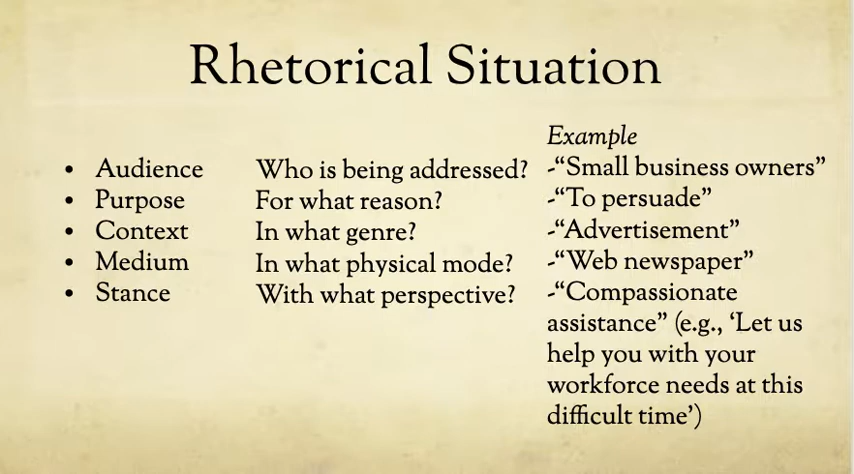 Rhetorical Situation
Example
• Audience Who is being addressed? -“Small business owners”
• Purpose For what reason? -“To persuade”
• Context In what genre? -“Advertisement”
• Medium In what physical mode? -“Web newspaper”
• Stance With what perspective? -“Compassionate
assistance” (e.g., ‘Let us
help you with your
workforce needs at this
difficult time’)